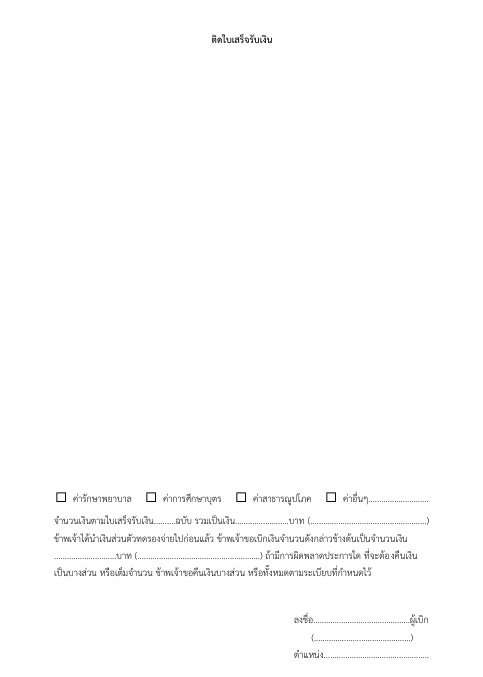 ติดใบเสร็จรับเงิน
☐ ค่ารักษาพยาบาล ☐ ค่าการศึกษาบุตร ☐ ค่าสาธารณูปโภค ☐ ค่าอื่นๆ...........................
จำนวนเงินตามใบเสร็จรับเงิน..........ฉบับ รวมเป็นเงิน.........................บาท (......................................................)
ข้าพเจ้าได้นำเงินส่วนตัวทดรองจ่ายไปก่อนแล้ว ข้าพเจ้าขอเบิกเงินจำนวนดังกล่าวข้างต้นเป็นจำนวนเงิน
.............................บาท (.........................................................) ถ้ามีการผิดพลาดประการใด ที่จะต้องคืนเงิน
เป็นบางส่วน หรือเต็มจำนวน ข้าพเจ้าขอคืนเงินบางส่วน หรือทั้งหมดตามระเบียบที่กำหนดไว้
ลงชื่อ.............................................ผู้เบิก
(.............................................)
ตำแหน่ง................................................